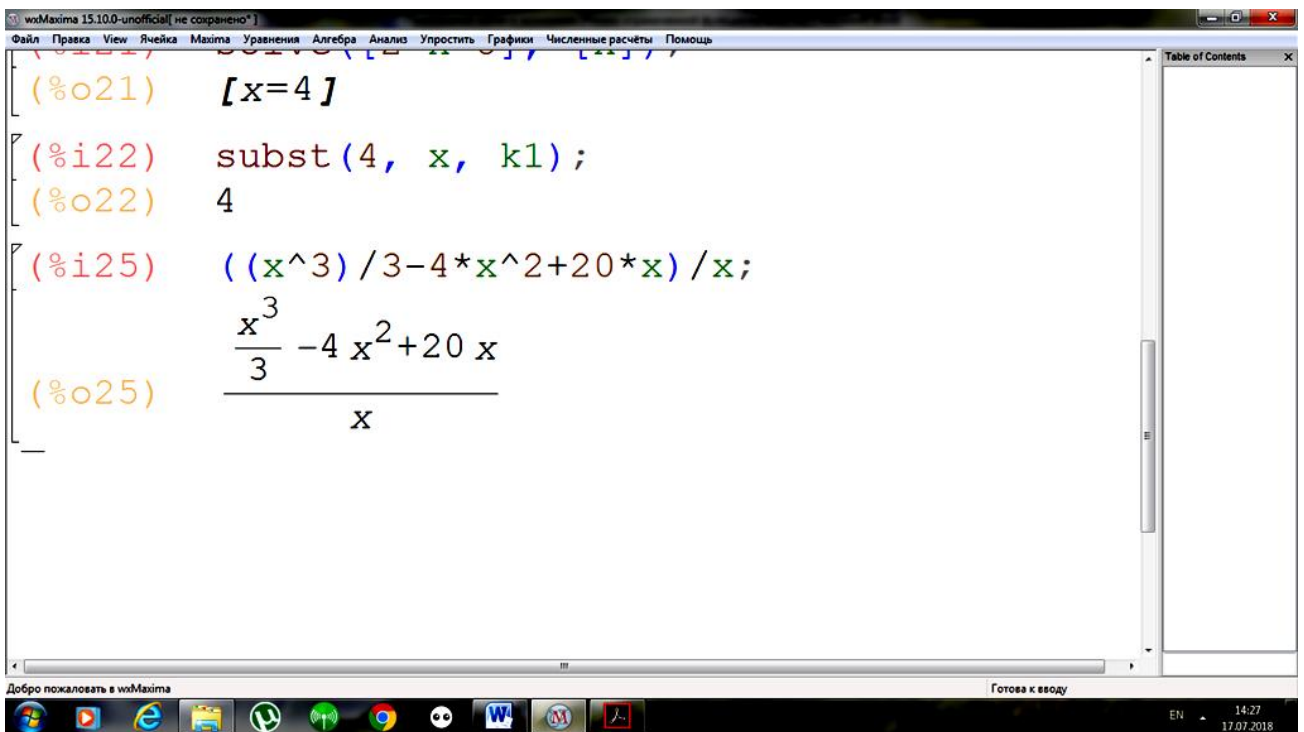 wxMaxima 15.10.0-unofficial[ не сохранено* ]
Файл Правка View Ячейка Maxima Уравнения Алгебра Анализ Упростить Графики Численные расчёты Помощь
Table of Contents
(%o21) [x=4]
(%i22) subst(4, x, k1);
(%o22) 4
(%i25) ((x^3)/3-4*x^2+20*x)/x;
x^3
3 -4 x^2+20 x
(%o25)
x
Добро пожаловать в wxMaxima
Готова к вводу
EN
14:27
17.07.2018